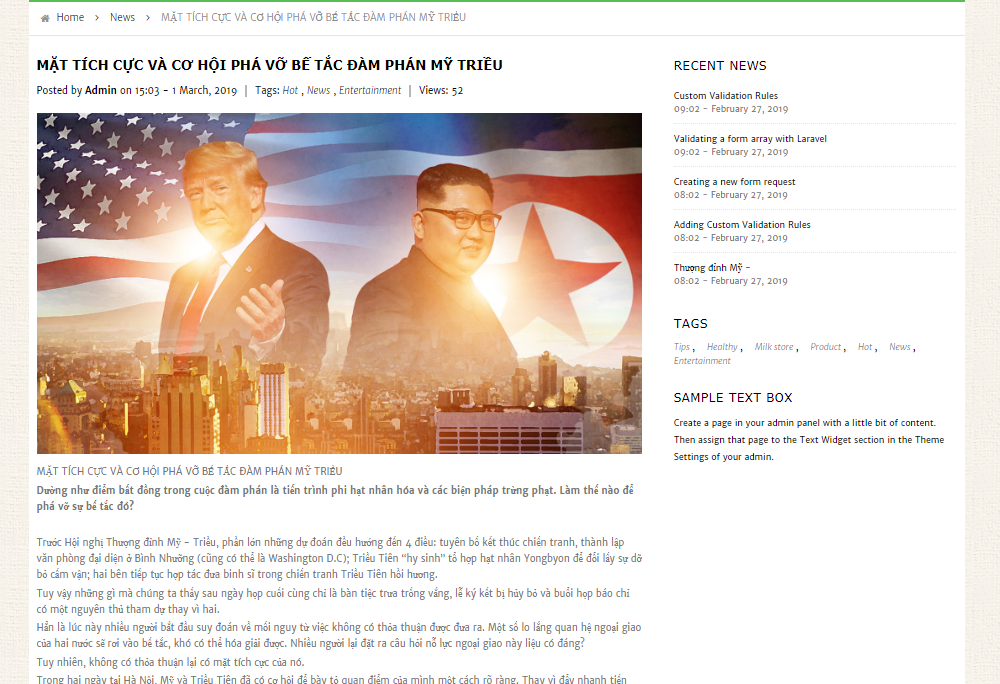 Home > News > MẶT TÍCH CỰC VÀ CƠ HỘI PHÁ VỠ BẾ TẮC ĐÀM PHÁN MỸ TRIỀU
MẶT TÍCH CỰC VÀ CƠ HỘI PHÁ VỠ BẾ TẮC ĐÀM PHÁN MỸ TRIỀU
Posted by Admin on 15:03 - 1 March, 2019 | Tags: Hot , News , Entertainment | Views: 52
MẶT TÍCH CỰC VÀ CƠ HỘI PHÁ VỠ BẾ TẮC ĐÀM PHÁN MỸ TRIỀU
Dường như điểm bất đồng trong cuộc đàm phán là tiến trình phi hạt nhân hóa và các biện pháp trừng phạt. Làm thế nào để
phá vỡ sự bế tắc đó?
Trước Hội nghị Thượng đỉnh Mỹ - Triều, phần lớn những dự đoán đều hướng đến 4 điều: tuyên bố kết thúc chiến tranh, thành lập
văn phòng đại diện ở Bình Nhưỡng (cũng có thể là Washington D.C); Triều Tiên “hy sinh” tổ hợp hạt nhân Yongbyon để đổi lấy sự dỡ
bỏ cấm vận; hai bên tiếp tục hợp tác đưa binh sĩ trong chiến tranh Triều Tiên hồi hương.
Tuy vậy những gì mà chúng ta thấy sau ngày họp cuối cùng chỉ là bàn tiệc trưa trống vắng, lễ ký kết bị hủy bỏ và buổi họp báo chỉ
có một nguyên thủ tham dự thay vì hai.
Hẳn là lúc này nhiều người bắt đầu suy đoán về mối nguy từ việc không có thỏa thuận được đưa ra. Một số lo lắng quan hệ ngoại giao
của hai nước sẽ rơi vào bế tắc, khó có thể hóa giải được. Nhiều người lại đặt ra câu hỏi nỗ lực ngoại giao này liệu có đáng?
Tuy nhiên, không có thỏa thuận lại có mặt tích cực của nó.
Trong hai ngày tại Hà Nội, Mỹ và Triều Tiên đã có cơ hội để bày tỏ quan điểm của mình một cách rõ ràng. Thay vì đẩy nhanh tiến
RECENT NEWS
Custom Validation Rules
09:02 - February 27, 2019
Validating a form array with Laravel
09:02 - February 27, 2019
Creating a new form request
08:02 - February 27, 2019
Adding Custom Validation Rules
08:02 - February 27, 2019
Thượng đỉnh Mỹ -
08:02 - February 27, 2019
TAGS
Tips , Healthy , Milk store , Product , Hot , News ,
Entertainment
SAMPLE TEXT BOX
Create a page in your admin panel with a little bit of content.
Then assign that page to the Text Widget section in the Theme
Settings of your admin.